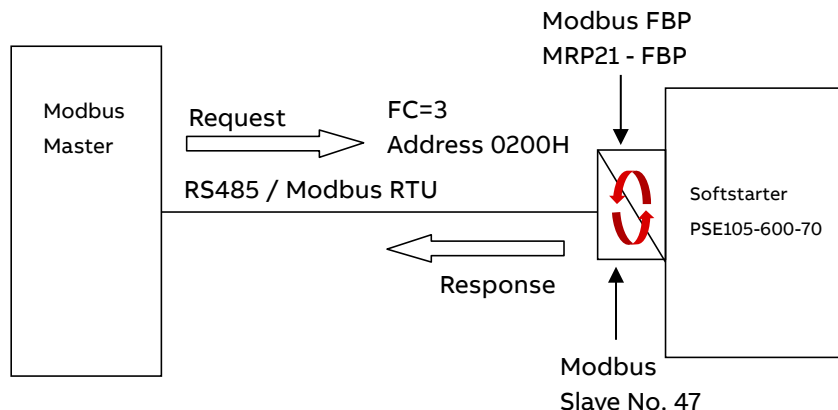 Modbus FBP
MRP21 - FBP
Modbus
Master
Request
FC=3
Address 0200H
RS485 / Modbus RTU
Softstarter
PSE105-600-70
Response
Modbus
Slave No. 47